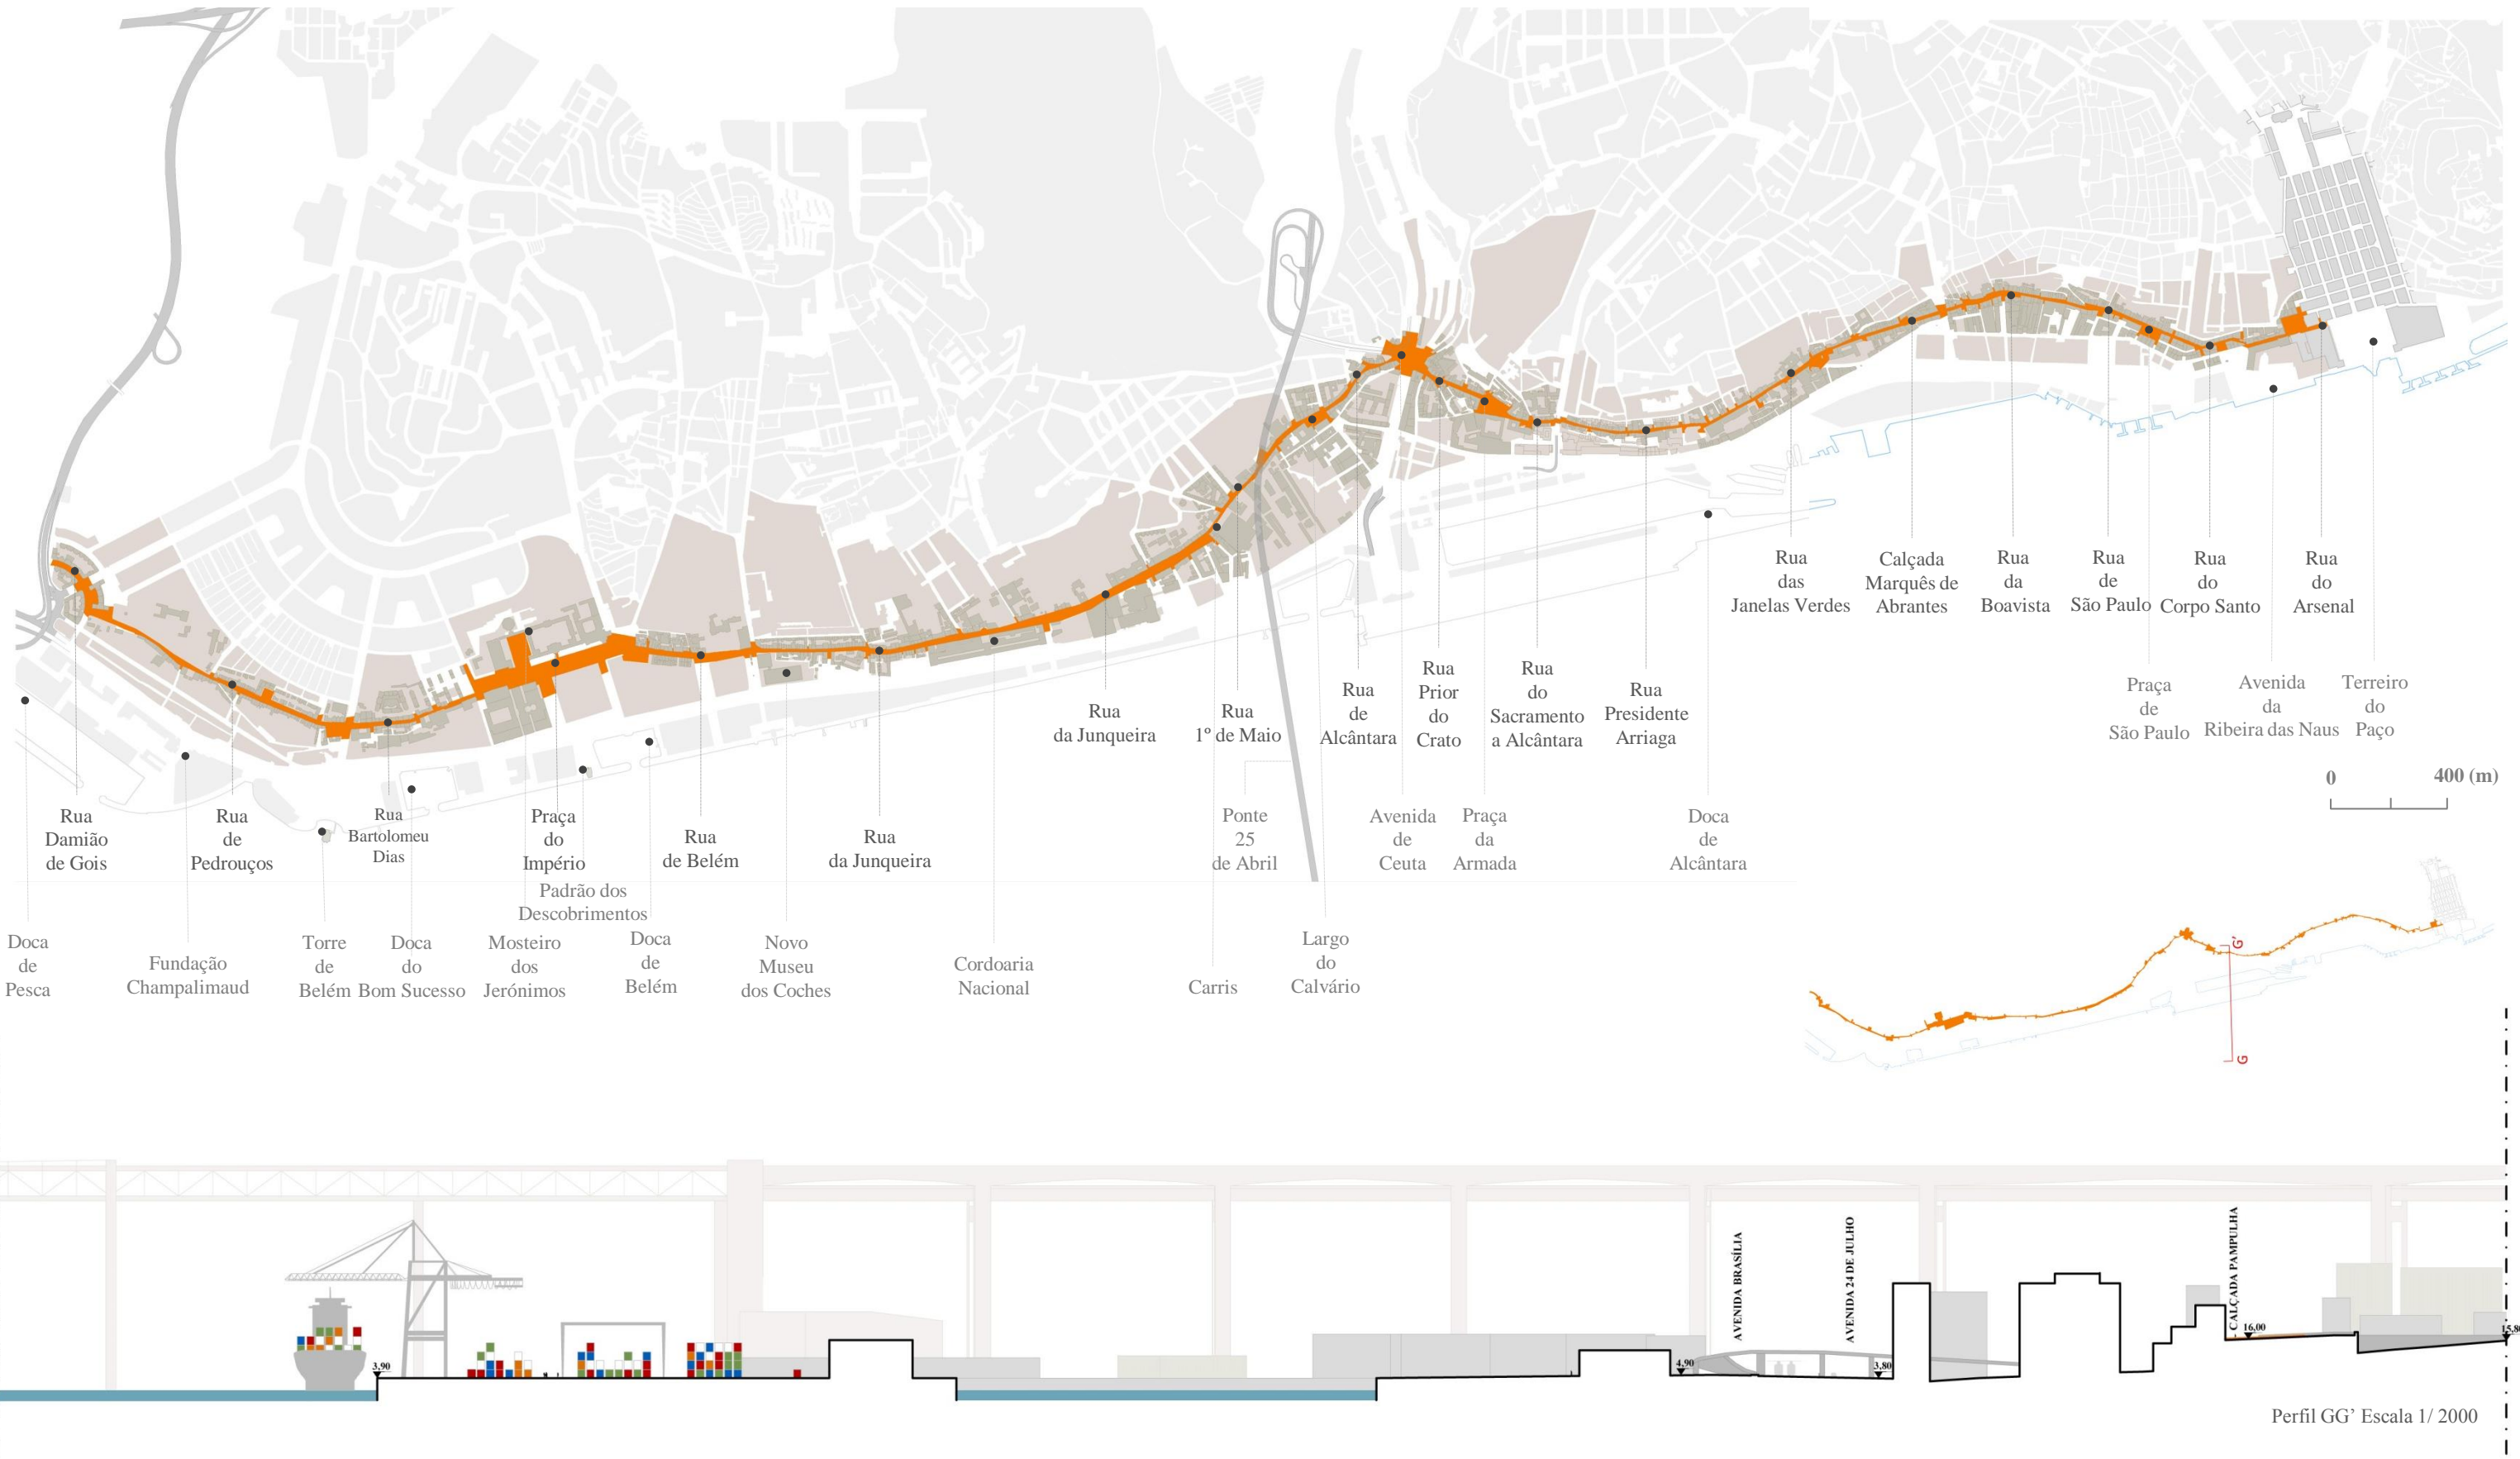 Rua
das
Janelas Verdes
Calçada
Marquês de
Abrantes
Rua
da
Boavista
Rua
de
São Paulo
Rua
do
Corpo Santo
Rua
do
Arsenal
Rua
da Junqueira
Rua
1º de Maio
Rua
de
Alcântara
Rua
Prior
do
Crato
Rua
do
Sacramento
a Alcântara
Rua
Presidente
Arriaga
Praça
de
São Paulo
Avenida
da
Ribeira das Naus
Terreiro
do
Paço
0
400 (m)
Rua
Damião
de Gois
Rua
de
Pedrouços
Rua
Bartolomeu
Dias
Praça
do
Império
Rua
de Belém
Rua
da Junqueira
Ponte
25
de Abril
Avenida
de
Ceuta
Praça
da
Armada
Doca
de
Alcântara
Padrão dos
Descobrimentos
Doca
de
Pesca
Fundação
Champalimaud
Torre
de
Belém
Doca
do
Bom Sucesso
Mosteiro
dos
Jerónimos
Doca
de
Belém
Novo
Museu
dos Coches
Cordoaria
Nacional
Carris
Largo
do
Calvário
G'
G
AVENIDA BRASÍLIA
AVENIDA 24 DE JULHO
CALÇADA PAMPULHA
3,90
4,90
3,80
16,00
15,80
Perfil GG’ Escala 1/ 2000